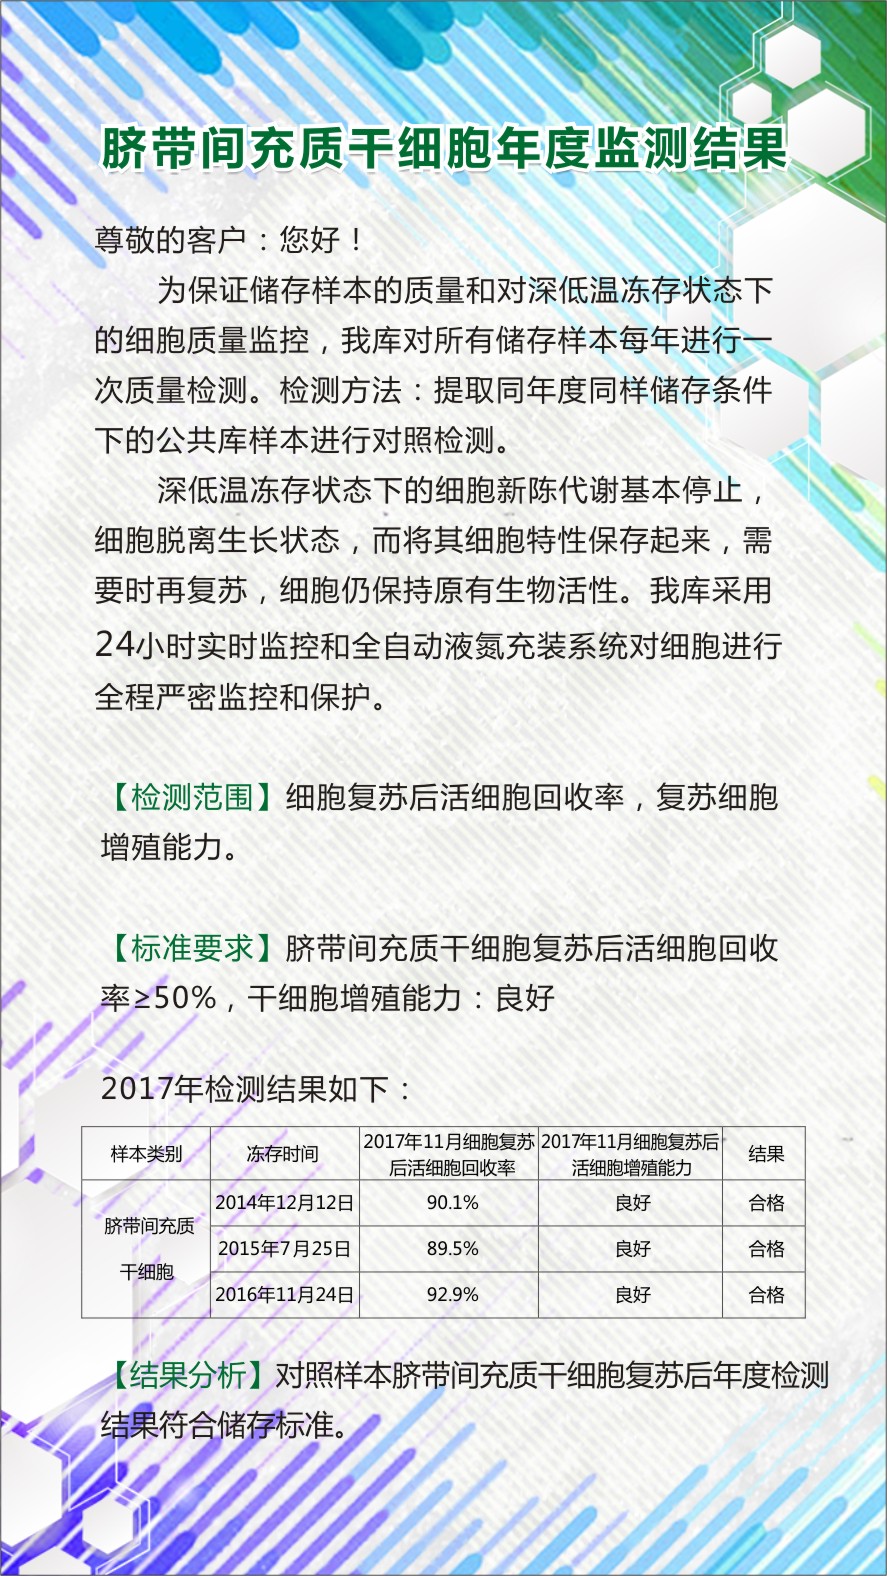 脐带间充质干细胞年度监测结果
尊敬的客户：您好！
为保证储存样本的质量和对深低温冻存状态下
的细胞质量监控，我库对所有储存样本每年进行一
次质量检测。检测方法：提取同年度同样储存条件
下的公共库样本进行对照检测。
深低温冻存状态下的细胞新陈代谢基本停止，
细胞脱离生长状态，而将其细胞特性保存起来，需
要时再复苏，细胞仍保持原有生物活性。我库采用
24小时实时监控和全自动液氮充装系统对细胞进行
全程严密监控和保护。
【检测范围】细胞复苏后活细胞回收率，复苏细胞
增殖能力。
【标准要求】脐带间充质干细胞复苏后活细胞回收
率≥50%，干细胞增殖能力：良好
2017年检测结果如下：
样本类别 冻存时间 2017年11月细胞复苏后活细胞回收率 2017年11月细胞复苏后活细胞增殖能力 结果
脐带间充质干细胞 2014年12月12日 90.1% 良好 合格
2015年7月25日 89.5% 良好 合格
2016年11月24日 92.9% 良好 合格
【结果分析】对照样本脐带间充质干细胞复苏后年度检测
结果符合储存标准。